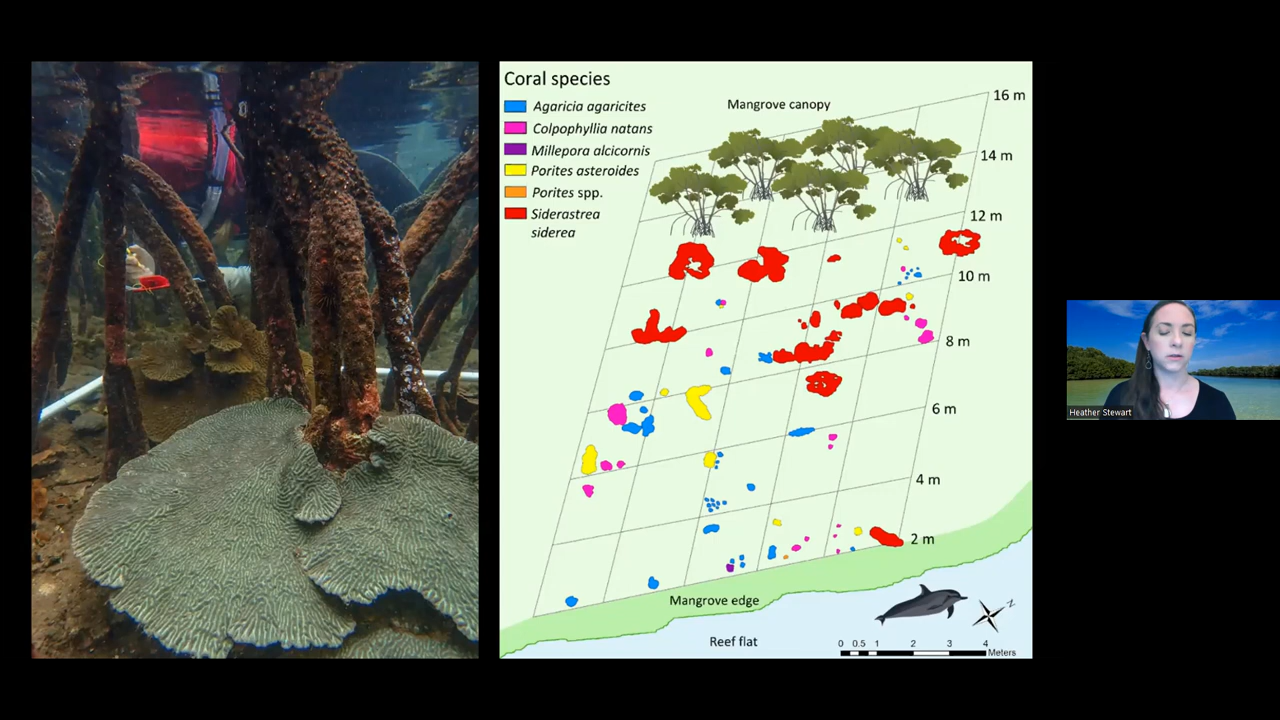 Coral species
Agaricia agaricites
Colpophyllia natans
Millepora alcicornis
Porites asteroides
Porites spp.
Siderastrea
siderea
Mangrove canopy
16 m
14 m
12 m
10 m
8 m
6 m
4 m
2 m
Mangrove edge
Reef flat
N
0 0.5 1 2 3 4
Meters
Heather Stewart